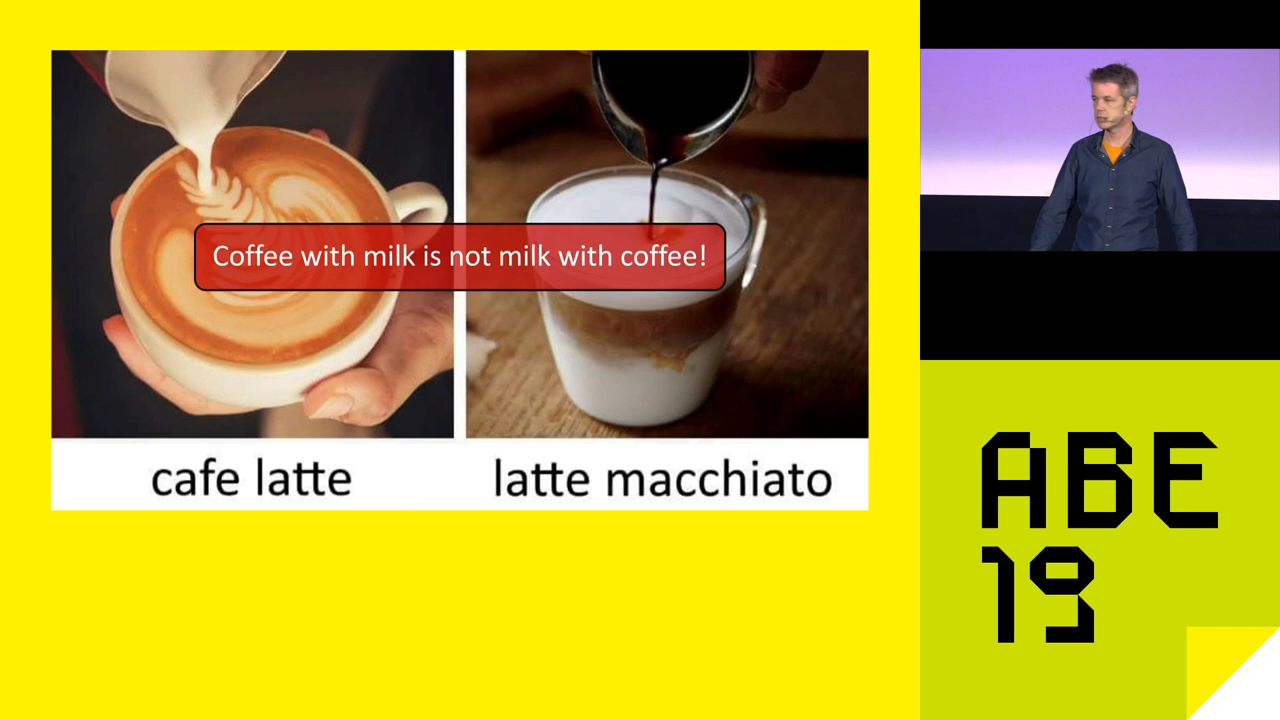 Coffee with milk is not milk with coffee!
cafe latte
latte macchiato
ABE
19